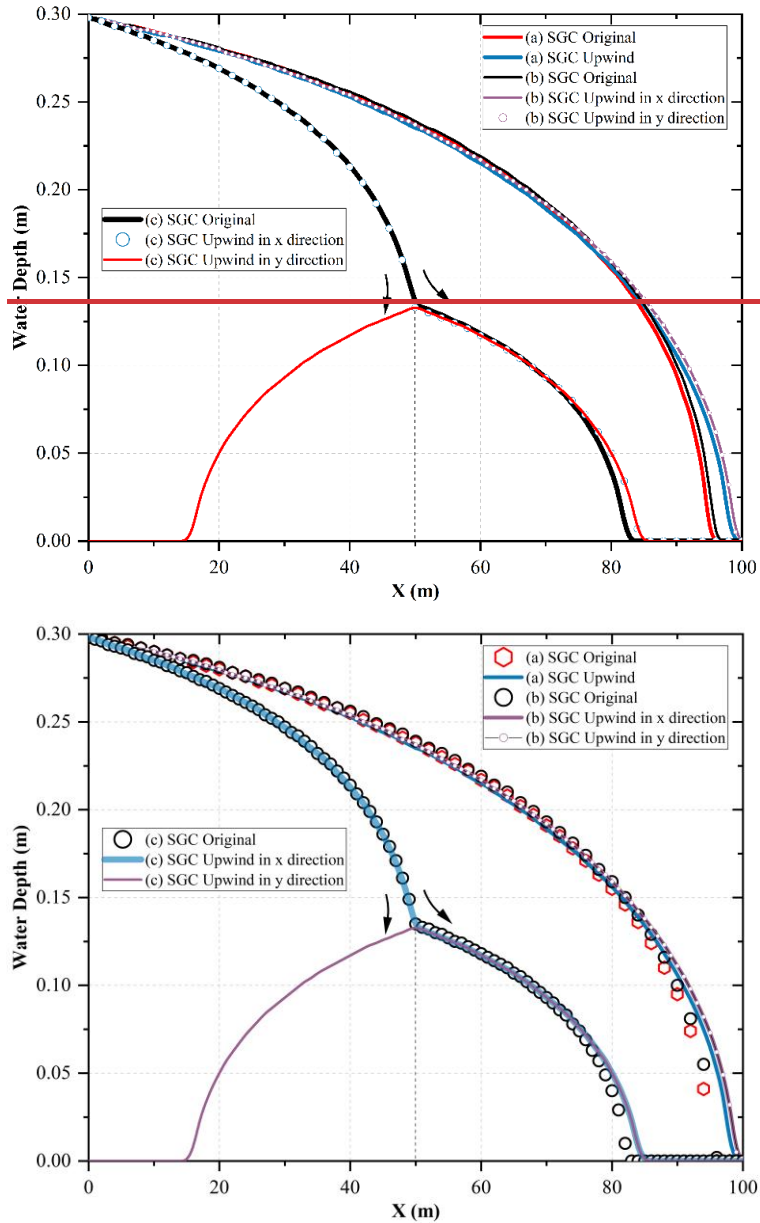 0.30
0.25
0.20
0.15
0.10
0.05
0.00
Water Depth (m)
(a) SGC Original
(a) SGC Upwind
(b) SGC Original
(b) SGC Upwind in x direction
(b) SGC Upwind in y direction
(c) SGC Original
(c) SGC Upwind in x direction
(c) SGC Upwind in y direction
0 20 40 60 80 100
X (m)
0.30
0.25
0.20
0.15
0.10
0.05
0.00
Water Depth (m)
(a) SGC Original
(a) SGC Upwind
(b) SGC Original
(b) SGC Upwind in x direction
(b) SGC Upwind in y direction
(c) SGC Original
(c) SGC Upwind in x direction
(c) SGC Upwind in y direction
0 20 40 60 80 100
X (m)